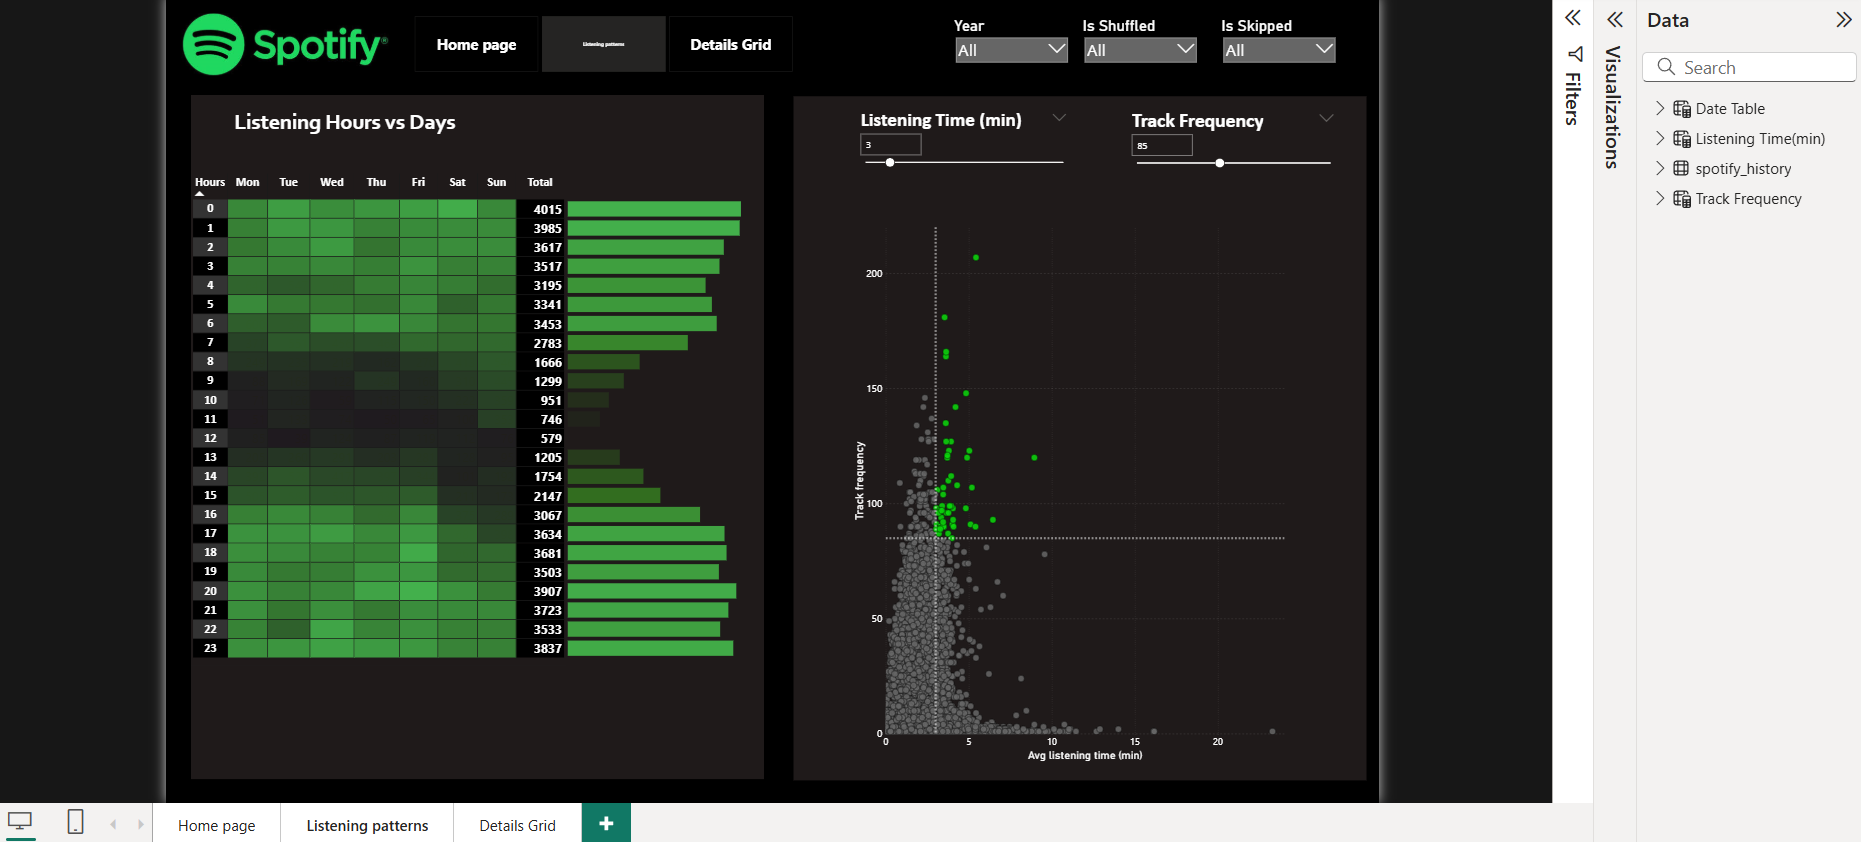 Spotify®
Home page
Listening patterns
Details Grid
Year
All
Is Shuffled
All
Is Skipped
All
Listening Hours vs Days
Hours Mon Tue Wed Thu Fri Sat Sun Total
0 4015
1 3985
2 3617
3 3517
4 3195
5 3341
6 3453
7 2783
8 1666
9 1299
10 951
11 746
12 579
13 1205
14 1754
15 2147
16 3067
17 3634
18 3681
19 3503
20 3907
21 3723
22 3533
23 3837
Listening Time (min)
3
Track Frequency
85
Track frequency
200
150
100
50
0
0 5 10 15 20
Avg listening time (min)
Filters
Visualizations
Data
Search
Date Table
Listening Time(min)
spotify_history
Track Frequency
Home page
Listening patterns
Details Grid